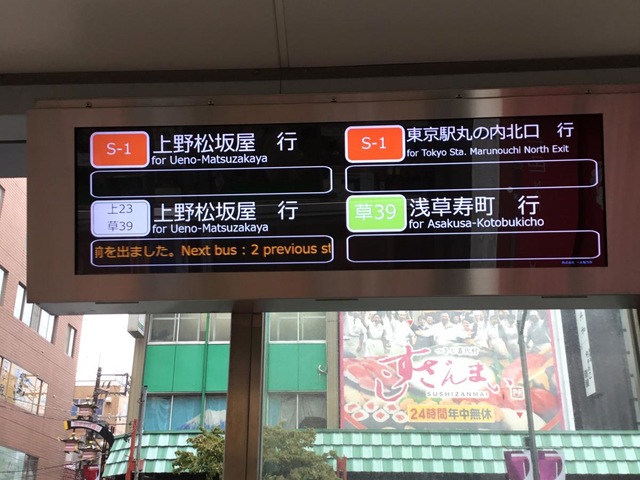 S-1
上野松坂屋 行
for Ueno-Matsuzakaya
S-1
東京駅丸の内北口 行
for Tokyo Sta. Marunouchi North Exit
上23
草39
上野松坂屋 行
for Ueno-Matsuzakaya
前を出ました。Next bus : 2 previous st
草39
浅草寿町 行
for Asakusa-Kotobukicho
すしざんまい
SUSHIZANMAI
24時間年中無休